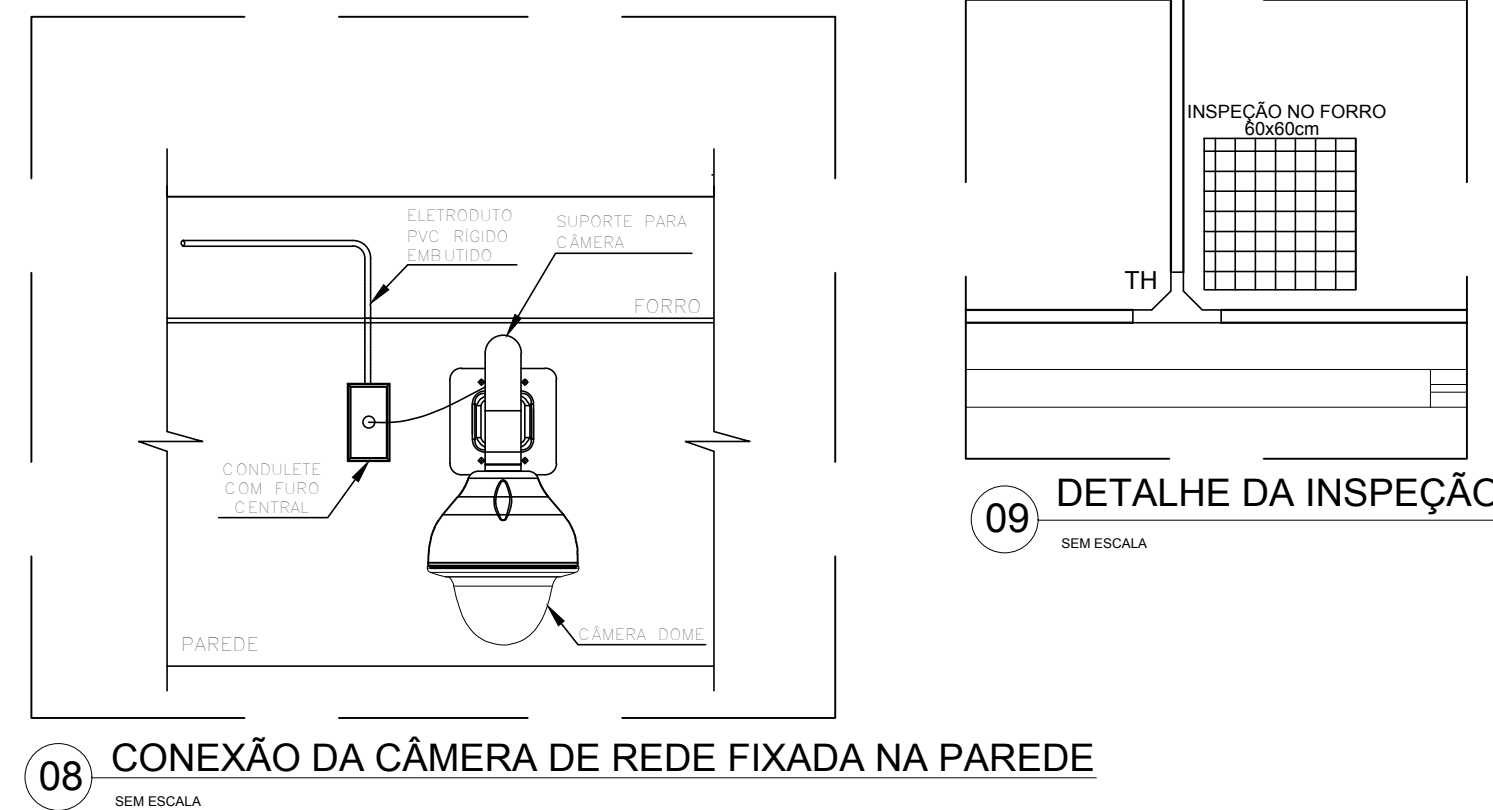 ELETRODUTO
PVC RÍGIDO
EMBUTIDO
SUPORTE PARA
CÂMERA
FORRO
CONDULETE
COM FURO
CENTRAL
CÂMERA DOME
PAREDE
08
CONEXÃO DA CÂMERA DE REDE FIXADA NA PAREDE
SEM ESCALA
INSPEÇÃO NO FORRO
60x60cm
TH
09
DETALHE DA INSPEÇÃO
SEM ESCALA